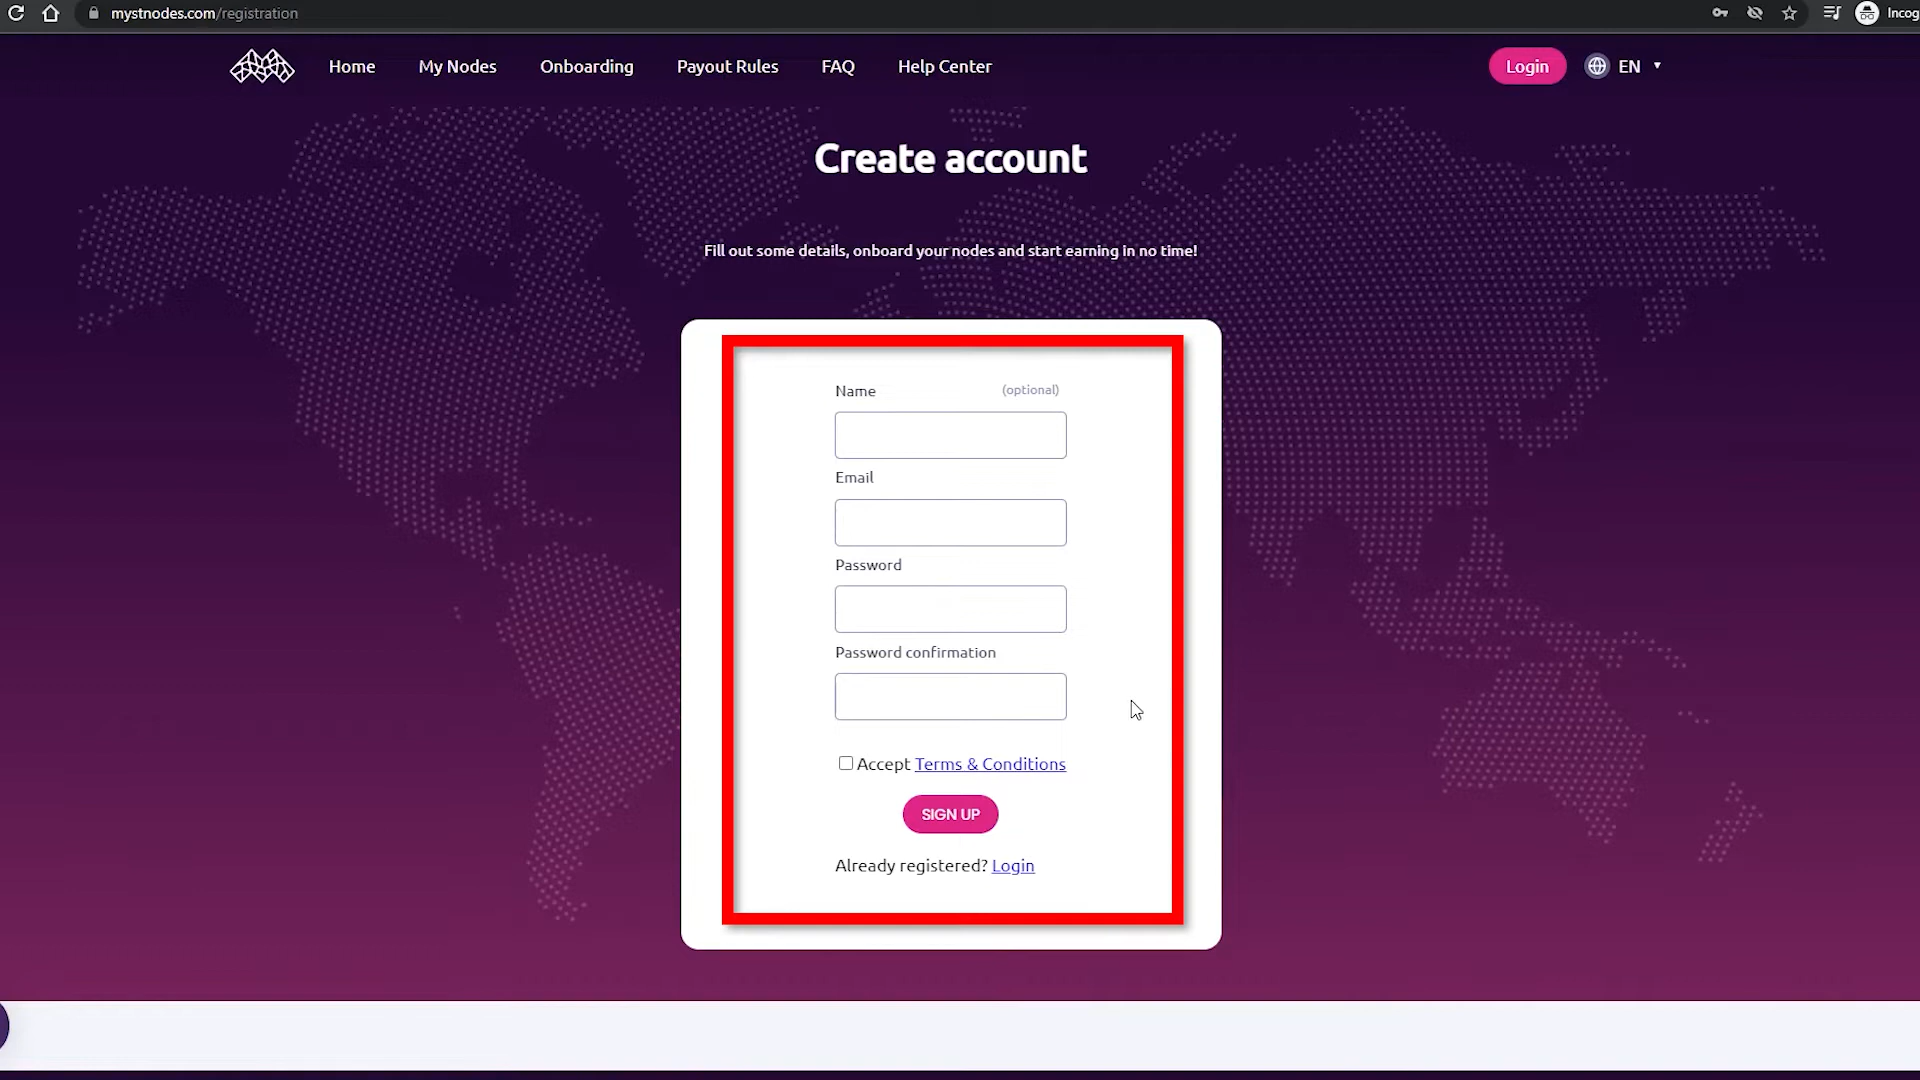 mystnodes.com/registration
Incog
Home My Nodes Onboarding Payout Rules FAQ Help Center Login EN
Create account
Fill out some details, onboard your nodes and start earning in no time!
Name (optional)
Email
Password
Password confirmation
Accept Terms & Conditions
SIGN UP
Already registered? Login